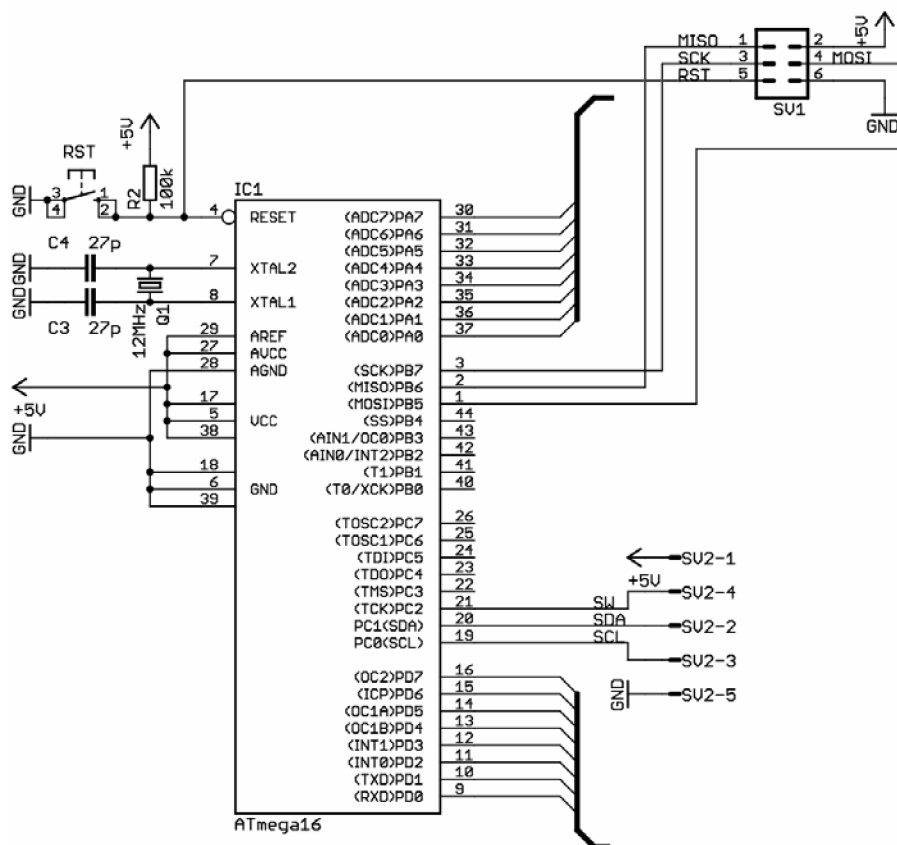 MISO 1 2 +5V
SCK 3 4 MOSI
RST 5 6
SV1 GND
+5V
RST
R2 100k
GND 3 1
4 2
IC1
4 RESET (ADC7)PA7 30
(ADC6)PA6 31
C4 27p
(ADC5)PA5 32
GND 7 XTAL2 (ADC4)PA4 33
(ADC3)PA3 34
GND 8 XTAL1 (ADC2)PA2 35
C3 27p
12MHz Q1
(ADC1)PA1 36
29 AREF (ADC0)PA0 37
27 AVCC
28 AGND (SCK)PB7 3
(MISO)PB6 2
+5V 17 (MOSI)PB5 1
5 VCC (SS)PB4 44
GND 38 (AIN1/OC0)PB3 43
(AIN0/INT2)PB2 42
18 (T1)PB1 41
6 GND (T0/XCK)PB0 40
39
(TOSC2)PC7 26
(TOSC1)PC6 25
(TDI)PC5 24 SV2-1
(TDO)PC4 23 +5V
(TMS)PC3 22 SV2-4
(TCK)PC2 21 SW
PC1(SDA) 20 SDA SV2-2
PC0(SCL) 19 SCL SV2-3
(OC2)PD7 16
(ICP)PD6 15 GND SV2-5
(OC1A)PD5 14
(OC1B)PD4 13
(INT1)PD3 12
(INT0)PD2 11
(TXD)PD1 10
(RXD)PD0 9
ATmega16